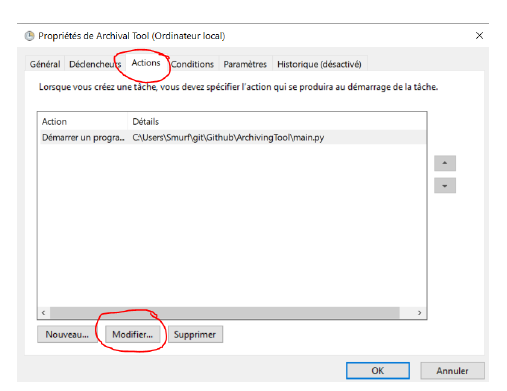 Propriétés de Archival Tool (Ordinateur local)
Général Déclencheurs Actions Conditions Paramètres Historique (désactivé)
Lorsque vous créez une tâche, vous devez spécifier l'action qui se produira au démarrage de la tâche.
Action Détails
Démarrer un progra... C:\Users\Smurf\git\Github\ArchivingTool\main.py
Nouveau... Modifier... Supprimer
OK Annuler